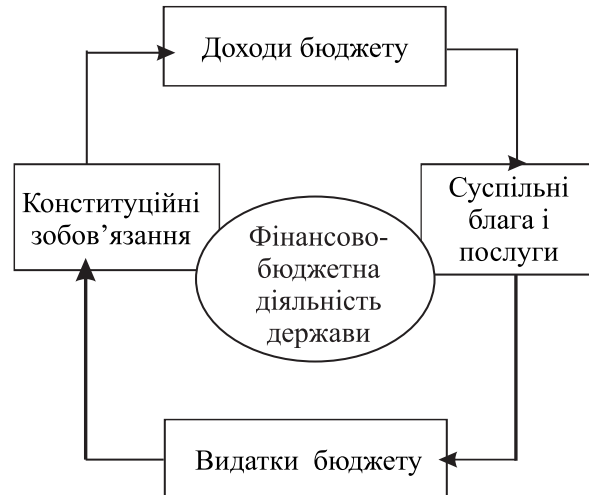 Доходи бюджету
Конституційні
зобов’язання
Суспільні
блага і
послуги
Фінансово-
бюджетна
діяльність
держави
Видатки бюджету